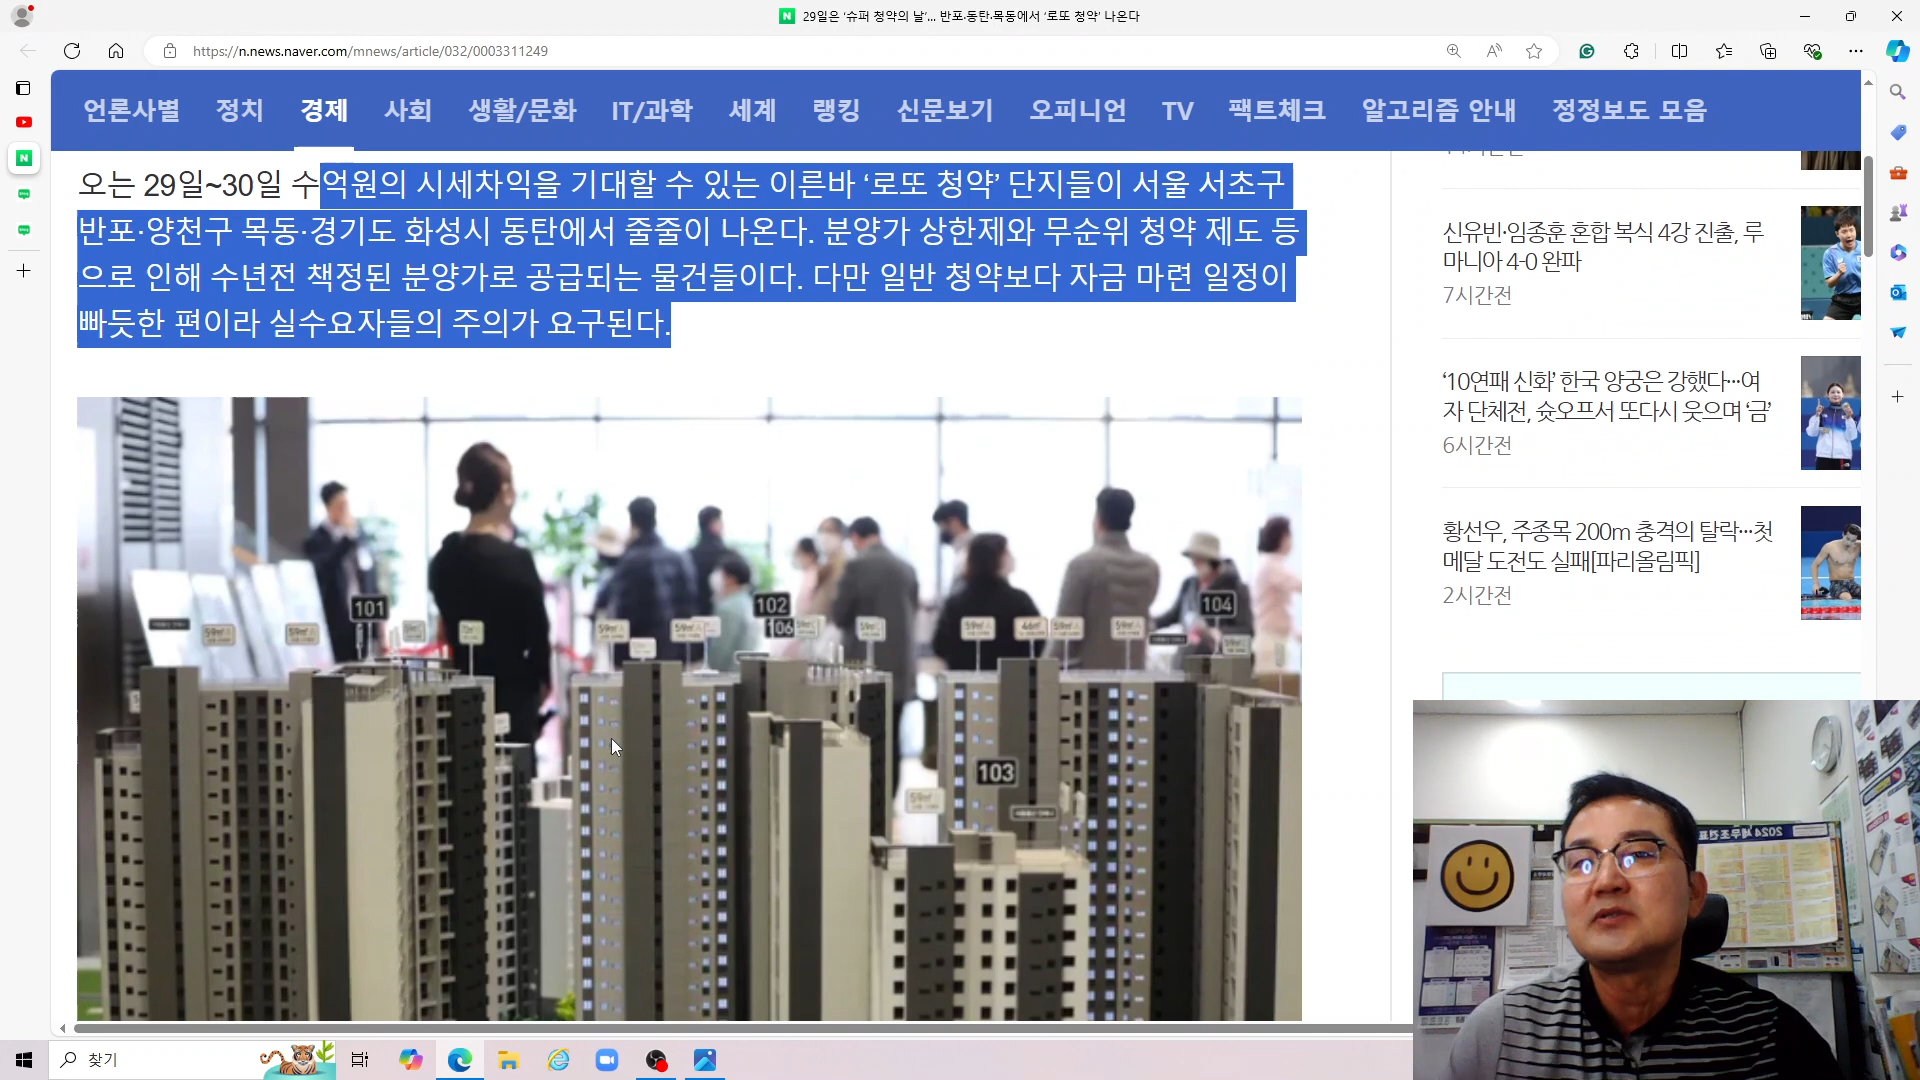 29일은 ‘슈퍼 청약의 날’... 반포·동탄·목동에서 ‘로또 청약’ 나온다
https://n.news.naver.com/mnews/article/032/0003311249
언론사별 정치 경제 사회 생활/문화 IT/과학 세계 랭킹 신문보기 오피니언 TV 팩트체크 알고리즘 안내 정정보도 모음
오는 29일~30일 수억원의 시세차익을 기대할 수 있는 이른바 ‘로또 청약’ 단지들이 서울 서초구
반포·양천구 목동·경기도 화성시 동탄에서 줄줄이 나온다. 분양가 상한제와 무순위 청약 제도 등
으로 인해 수년전 책정된 분양가로 공급되는 물건들이다. 다만 일반 청약보다 자금 마련 일정이
빠듯한 편이라 실수요자들의 주의가 요구된다.
신유빈·임종훈 혼합 복식 4강 진출, 루
마니아 4-0 완파
7시간전
‘10연패 신화’ 한국 양궁은 강했다…여
자 단체전, 슛오프서 또다시 웃으며 ‘금’
6시간전
황선우, 주종목 200m 충격의 탈락…첫
메달 도전도 실패[파리올림픽]
2시간전
101
102
106
104
103
59㎡
59㎡
59㎡
59㎡
59㎡
59㎡
46㎡
59㎡
59㎡
59㎡
2024 세무조견표
찾기